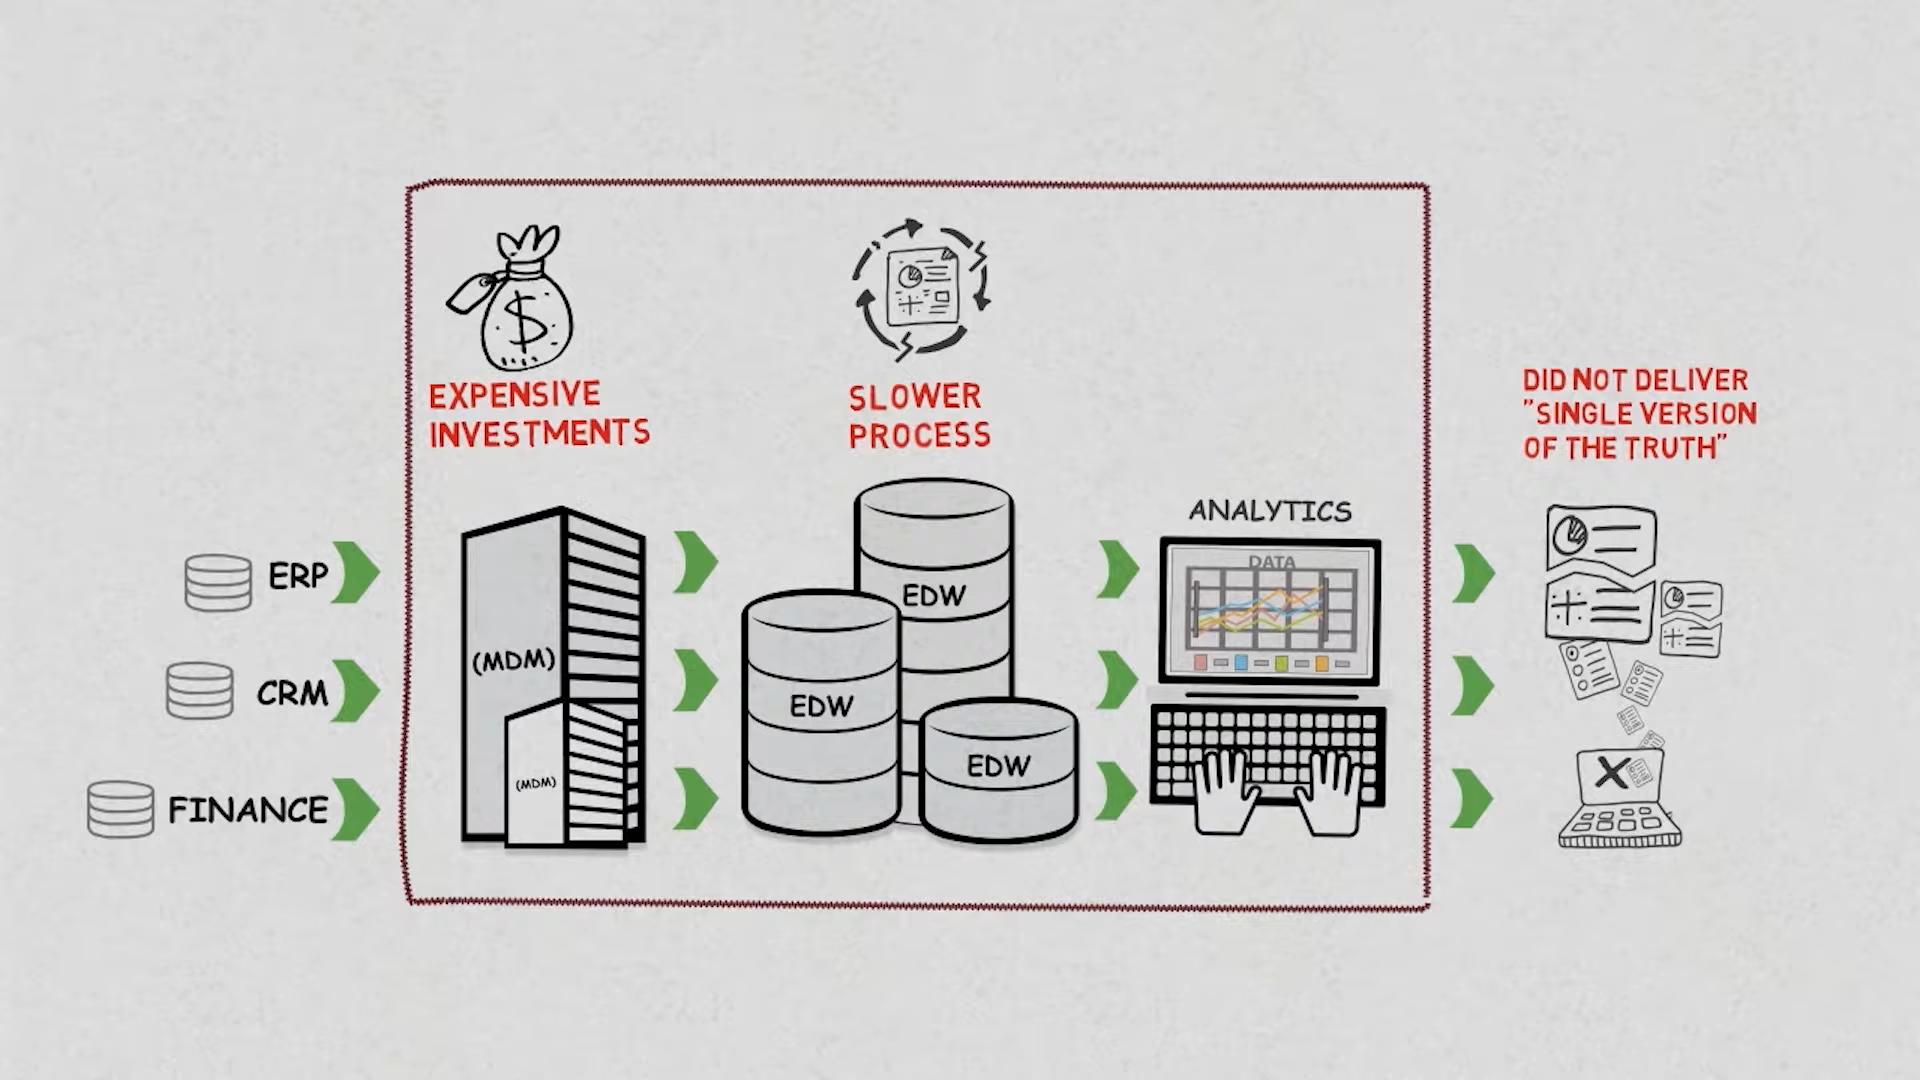 EXPENSIVE
INVESTMENTS
SLOWER
PROCESS
DID NOT DELIVER
"SINGLE VERSION
OF THE TRUTH"
ERP
CRM
FINANCE
(MDM)
(MDM)
EDW
EDW
EDW
ANALYTICS
DATA